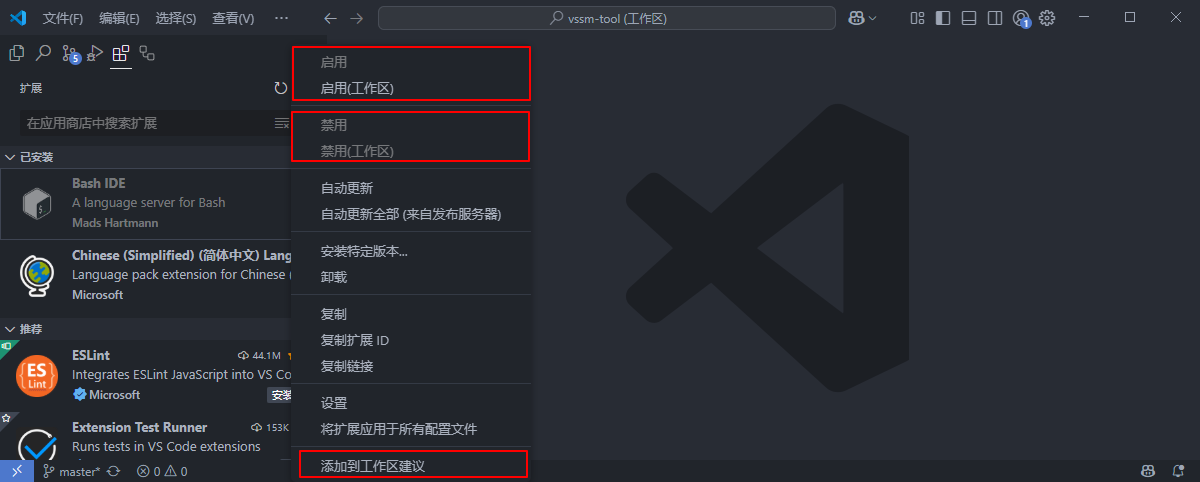 文件(F) 编辑(E) 选择(S) 查看(V) ··· vssm-tool (工作区) 1
5
扩展
在应用商店中搜索扩展
已安装
Bash IDE
A language server for Bash
Mads Hartmann
Chinese (Simplified) (简体中文) Lang
Language pack extension for Chinese (
Microsoft
推荐
ESLint 44.1M
Integrates ESLint JavaScript into VS Co
Microsoft 安装
ES
Lint
Extension Test Runner 153K
Runs tests in VS Code extensions
启用
启用(工作区)
禁用
禁用(工作区)
自动更新
自动更新全部 (来自发布服务器)
安装特定版本...
卸载
复制
复制扩展 ID
复制链接
设置
将扩展应用于所有配置文件
添加到工作区建议
master* 0 0